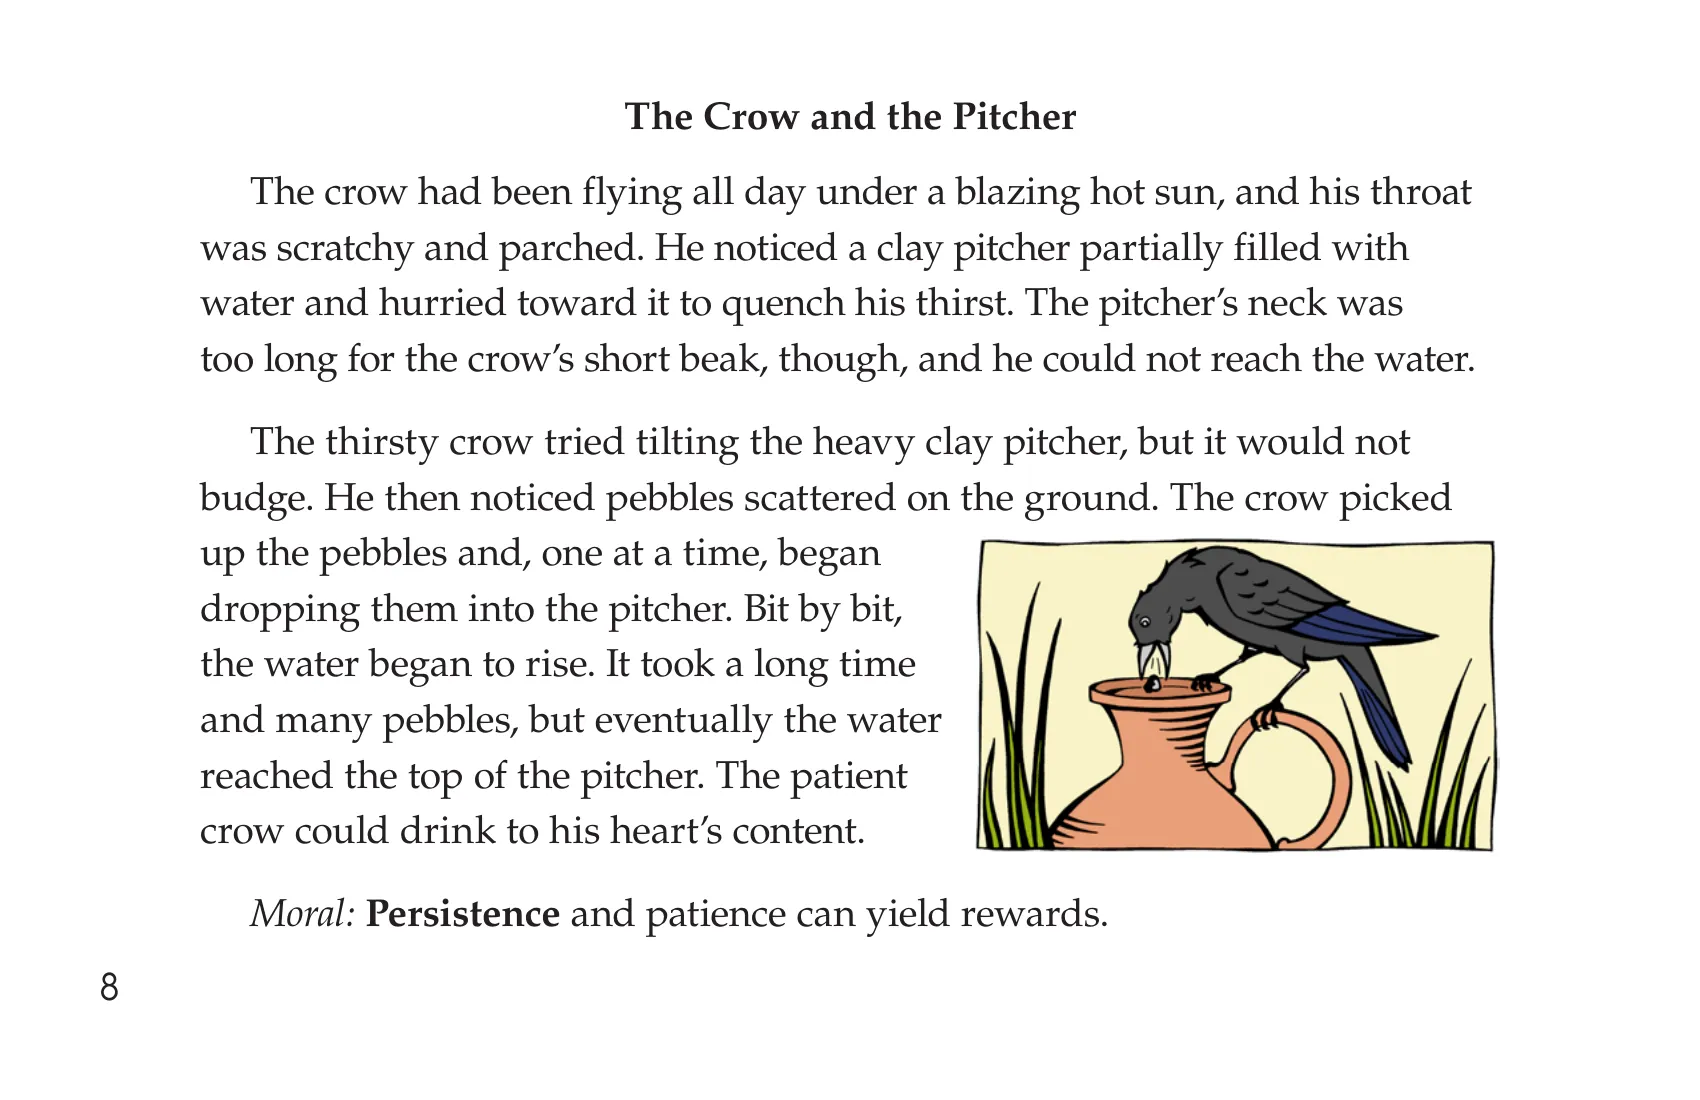 The Crow and the Pitcher
The crow had been flying all day under a blazing hot sun, and his throat
was scratchy and parched. He noticed a clay pitcher partially filled with
water and hurried toward it to quench his thirst. The pitcher’s neck was
too long for the crow’s short beak, though, and he could not reach the water.
The thirsty crow tried tilting the heavy clay pitcher, but it would not
budge. He then noticed pebbles scattered on the ground. The crow picked
up the pebbles and, one at a time, began
dropping them into the pitcher. Bit by bit,
the water began to rise. It took a long time
and many pebbles, but eventually the water
reached the top of the pitcher. The patient
crow could drink to his heart’s content.
Moral: Persistence and patience can yield rewards.
8